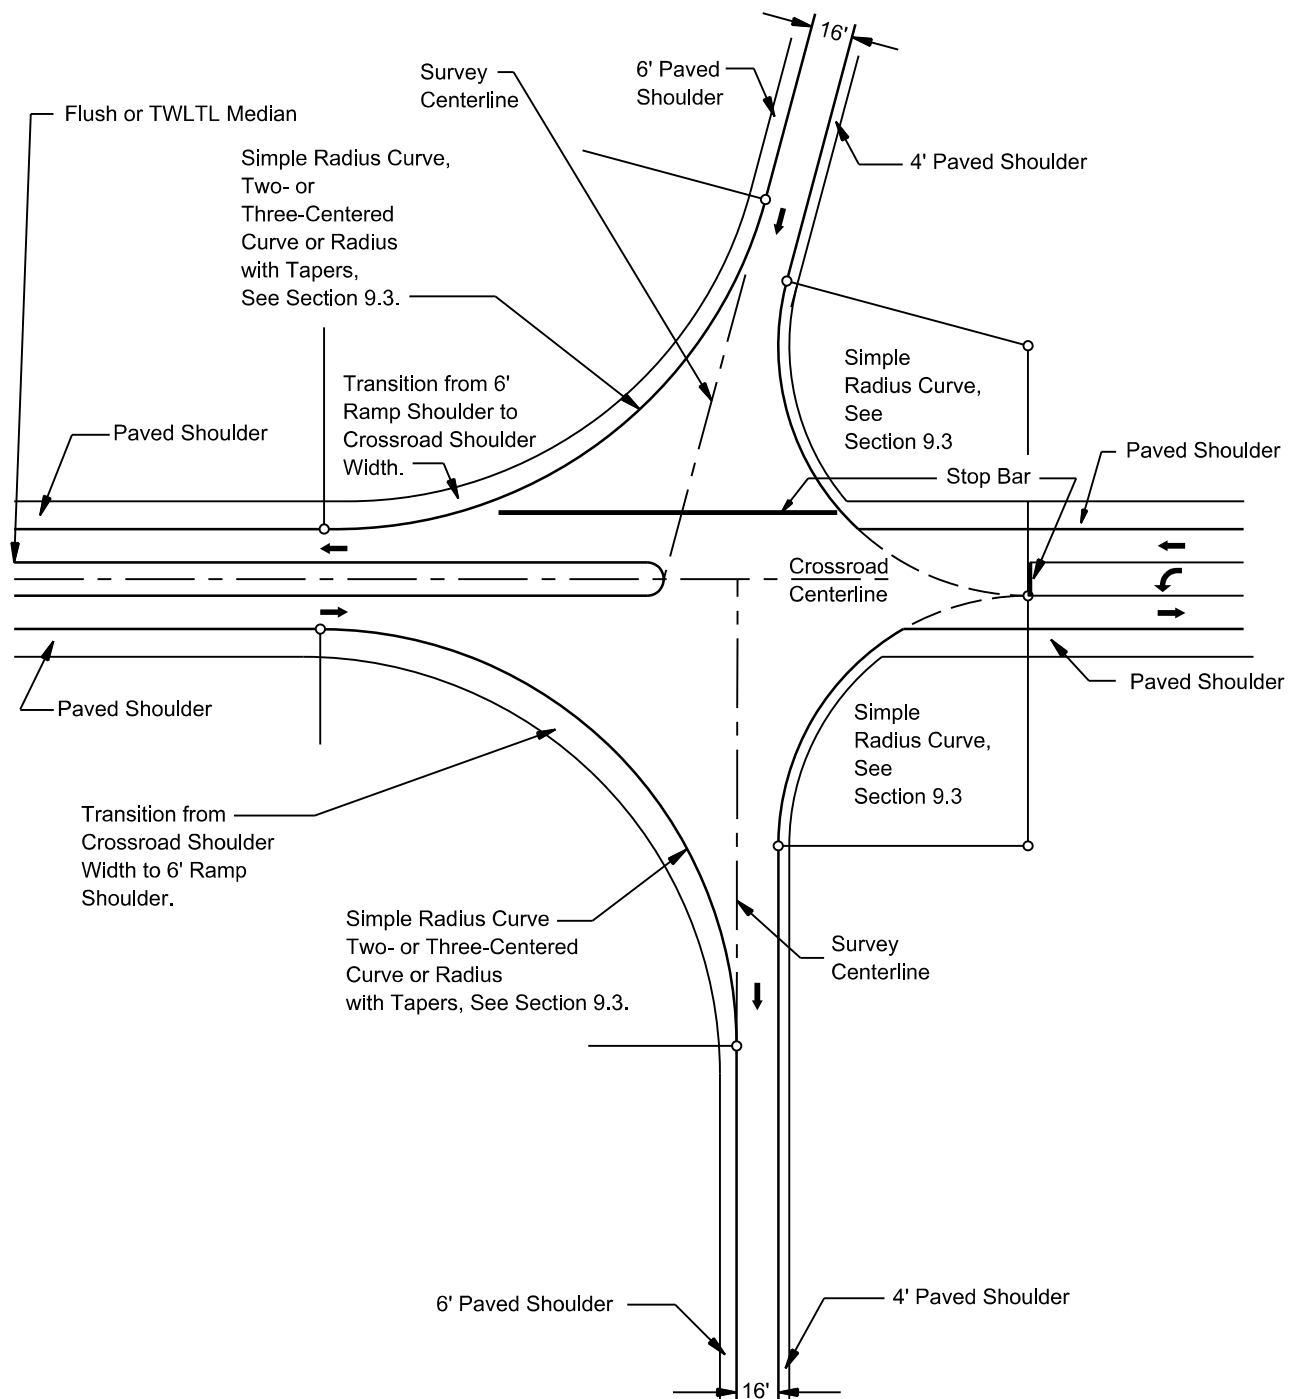 16'
6' Paved
Shoulder
Survey
Centerline
Flush or TWLTL Median
Simple Radius Curve,
Two- or
Three-Centered
Curve or Radius
with Tapers,
See Section 9.3.
4' Paved Shoulder
Simple
Radius Curve,
See
Section 9.3
Transition from 6'
Ramp Shoulder to
Crossroad Shoulder
Width.
Paved Shoulder
Paved Shoulder
Stop Bar
Crossroad
Centerline
Paved Shoulder
Paved Shoulder
Simple
Radius Curve,
See
Section 9.3
Transition from
Crossroad Shoulder
Width to 6' Ramp
Shoulder.
Simple Radius Curve
Two- or Three-Centered
Curve or Radius
with Tapers, See Section 9.3.
Survey
Centerline
6' Paved Shoulder
4' Paved Shoulder
16'